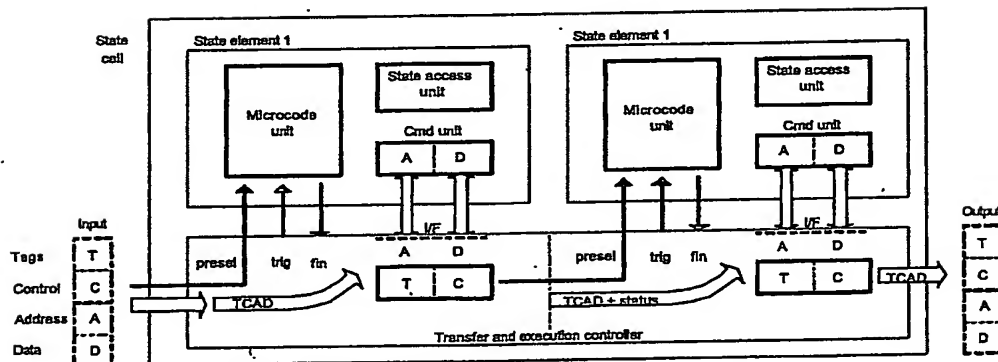 State
cell
State element 1
Microcode
unit
State access
unit
Cmd unit
A D
State element 1
Microcode
unit
State access
unit
Cmd unit
A D
Input
Tags T
Control C
Address A
Data D
I/F
presel trig fin A D
T C
TCAD
I/F
presel trig fin A D
T C
TCAD + status
TCAD
Transfer and execution controller
Output
T
C
A
D